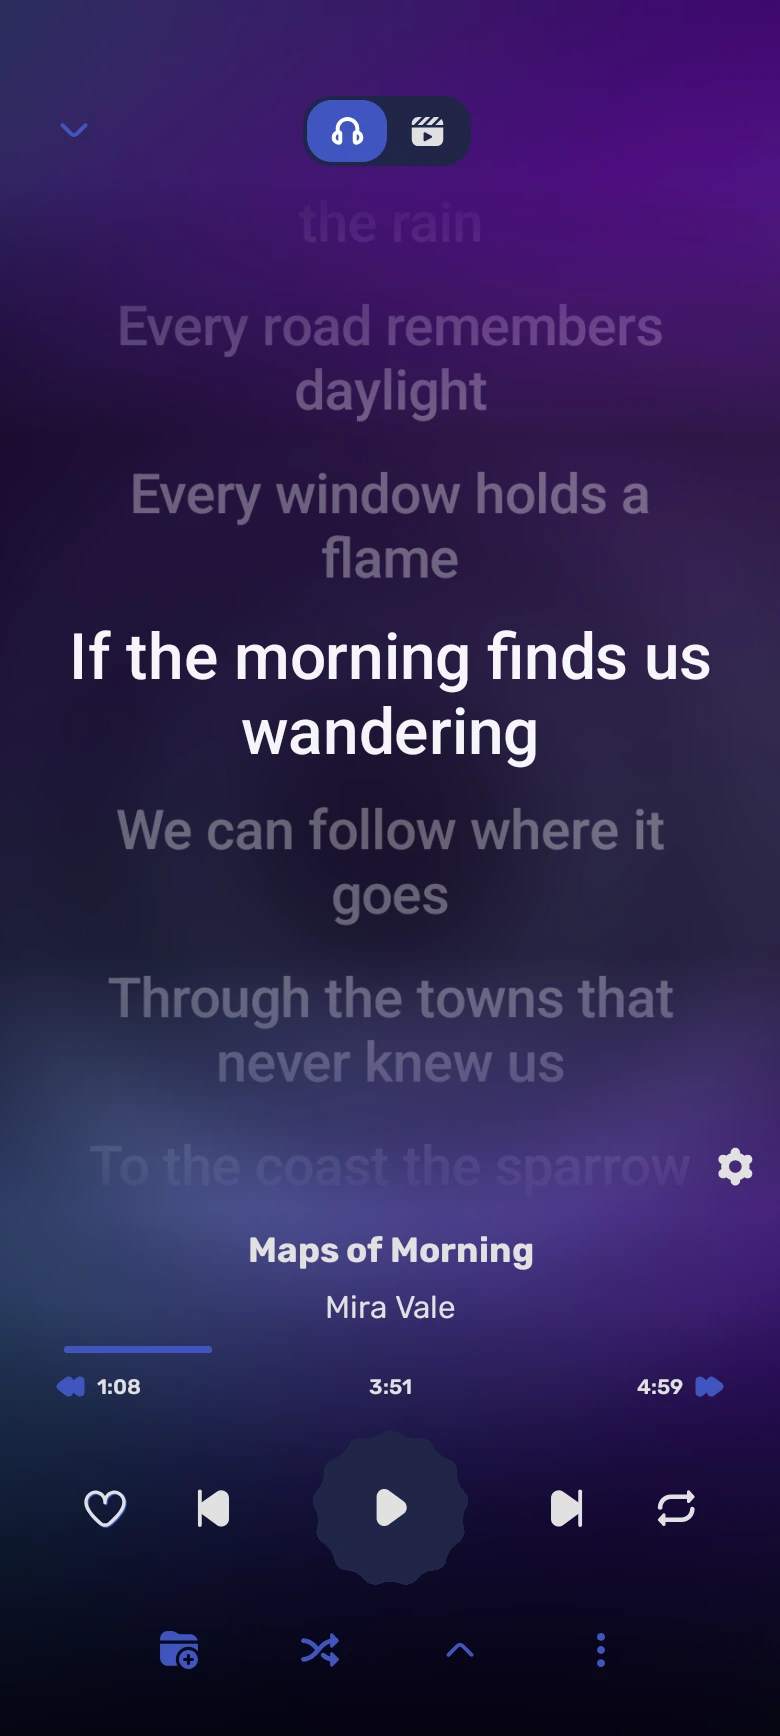 the rain
Every road remembers
daylight
Every window holds a
flame
If the morning finds us
wandering
We can follow where it
goes
Through the towns that
never knew us
To the coast the sparrow
Maps of Morning
Mira Vale
1:08
3:51
4:59